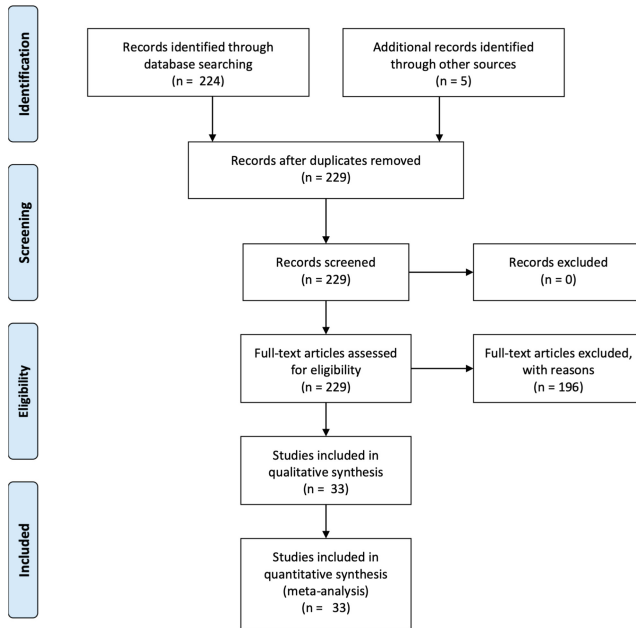 Identification
Records identified through
database searching
(n = 224)
Additional records identified
through other sources
(n = 5)
Records after duplicates removed
(n = 229)
Screening
Records screened
(n = 229)
Records excluded
(n = 0)
Eligibility
Full-text articles assessed
for eligibility
(n = 229)
Full-text articles excluded,
with reasons
(n = 196)
Studies included in
qualitative synthesis
(n = 33)
Included
Studies included in
quantitative synthesis
(meta-analysis)
(n = 33)